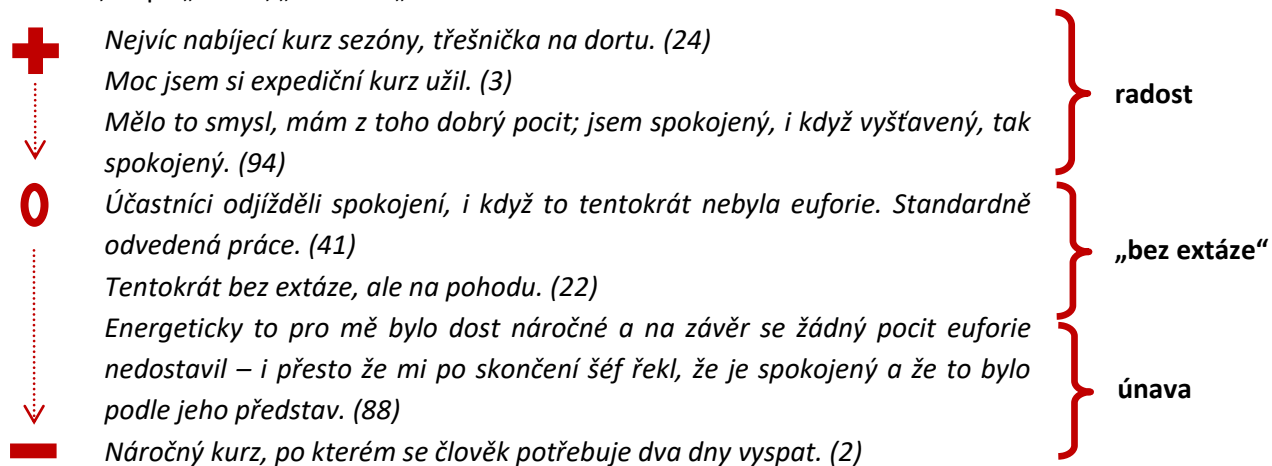 Nejvíc nabíjecí kurz sezóny, třešnička na dortu. (24)
Moc jsem si expediční kurz užil. (3)
radost
Mělo to smysl, mám z toho dobrý pocit; jsem spokojený, i když vyšťavený, tak
spokojený. (94)
Účastníci odjížděli spokojení, i když to tentokrát nebyla euforie. Standardně
odvedená práce. (41)
„bez extáze“
Tentokrát bez extáze, ale na pohodu. (22)
Energeticky to pro mě bylo dost náročné a na závěr se žádný pocit euforie
nedostavil – i přesto že mi po skončení šéf řekl, že je spokojený a že to bylo
únava
podle jeho představ. (88)
Náročný kurz, po kterém se člověk potřebuje dva dny vyspat. (2)